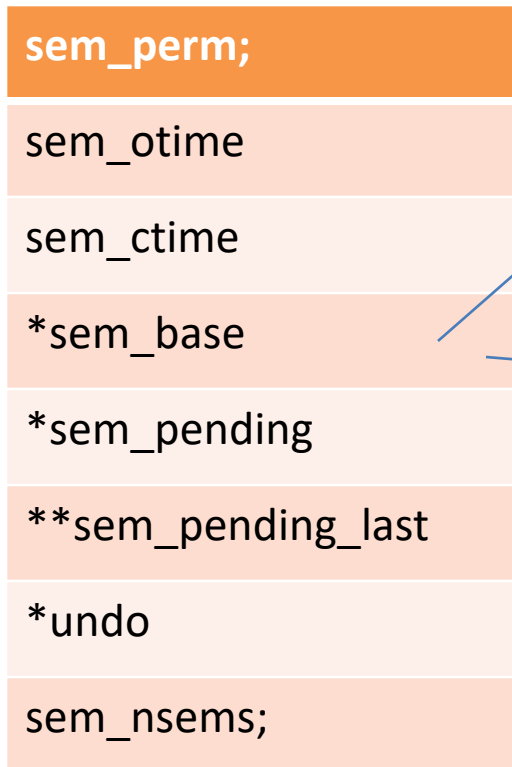 sem_perm;
sem_otime
sem_ctime
*sem_base
*sem_pending
**sem_pending_last
*undo
sem_nsems;